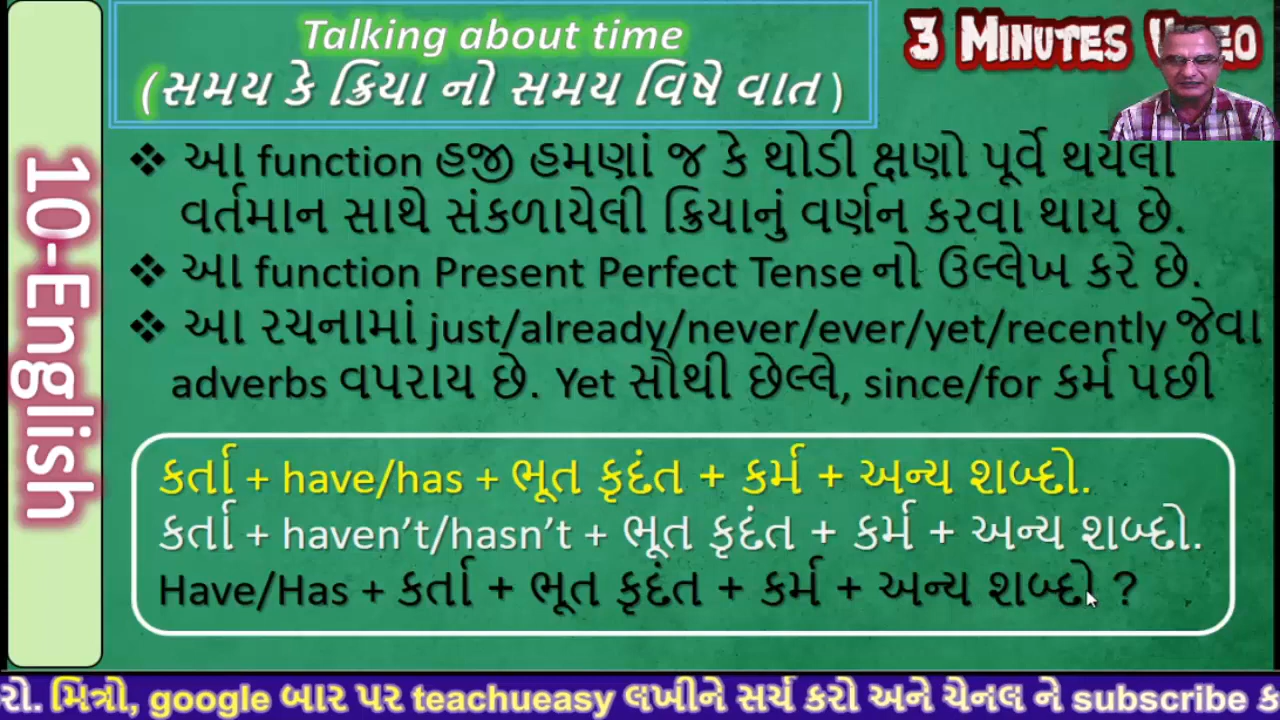 Talking about time
(સમય કે ક્રિયા નો સમય વિષે વાત)
3 Minutes Video
10-English
❖ આ function હજી હમણાં જ કે થોડી ક્ષણો પૂર્વે થયેલી
વર્તમાન સાથે સંકળાયેલી ક્રિયાનું વર્ણન કરવા થાય છે.
❖ આ function Present Perfect Tense નો ઉલ્લેખ કરે છે.
❖ આ રચનામાં just/already/never/ever/yet/recently જેવા
adverbs વપરાય છે. Yet સૌથી છેલ્લે, since/for કર્મ પછી
કર્તા + have/has + ભૂત કૃદંત + કર્મ + અન્ય શબ્દો.
કર્તા + haven't/hasn't + ભૂત કૃદંત + કર્મ + અન્ય શબ્દો.
Have/Has + કર્તા + ભૂત કૃદંત + કર્મ + અન્ય શબ્દો ?
રો. મિત્રો, google બાર પર teachueasy લખીને સર્ચ કરો અને ચેનલ ને subscribe ક